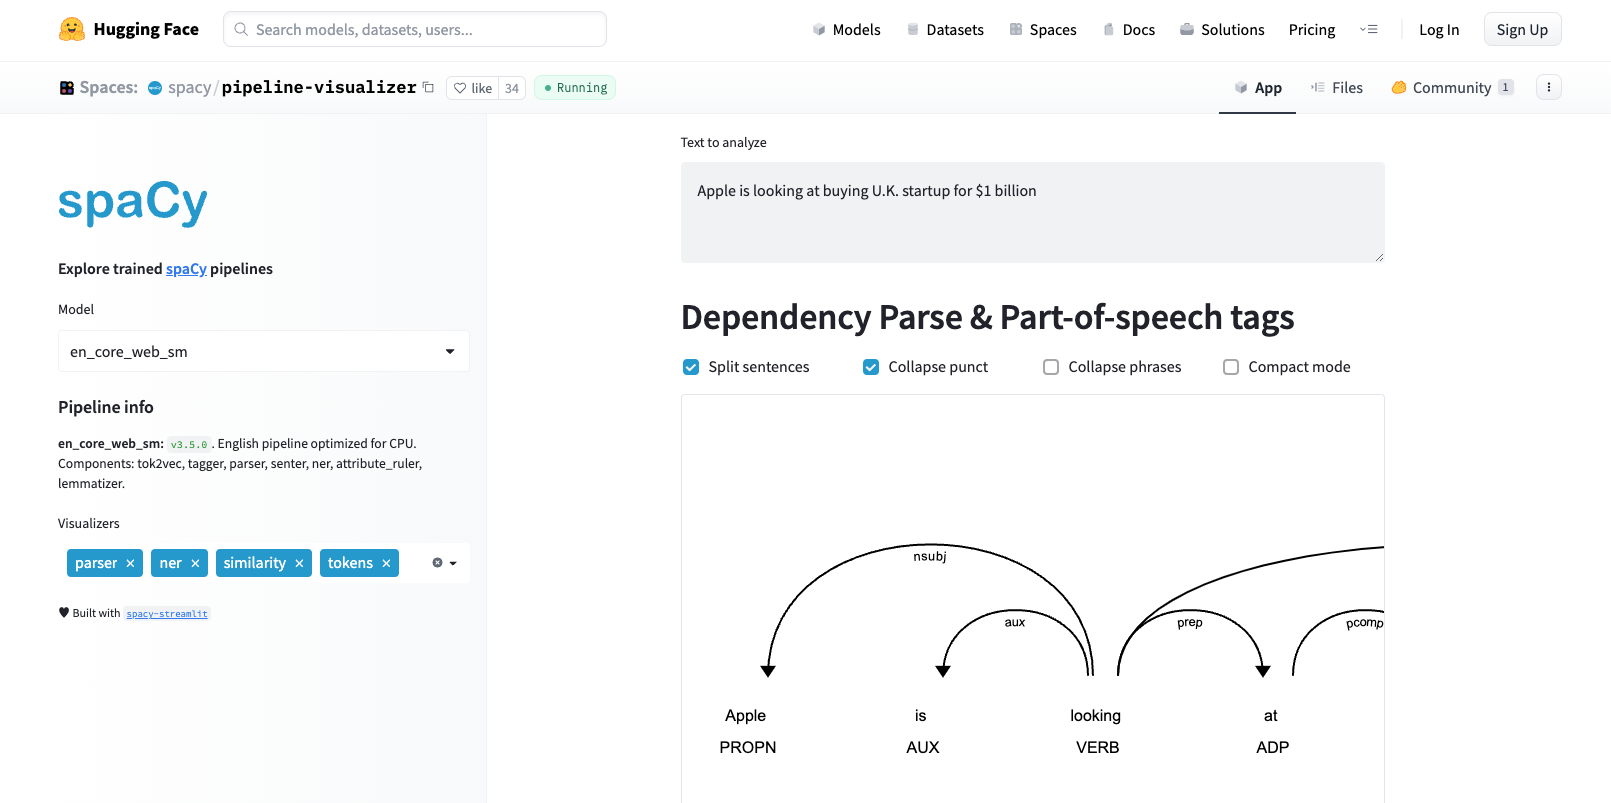 Hugging Face
Search models, datasets, users...
Models
Datasets
Spaces
Docs
Solutions
Pricing
Log In
Sign Up
Spaces:
spacy/pipeline-visualizer
like 34
Running
App
Files
Community 1
spaCy
Explore trained spaCy pipelines
Model
en_core_web_sm
Pipeline info
en_core_web_sm: v3.5.0. English pipeline optimized for CPU.
Components: tok2vec, tagger, parser, senter, ner, attribute_ruler,
lemmatizer.
Visualizers
parser × ner × similarity × tokens ×
♥ Built with spacy-streamlit
Text to analyze
Apple is looking at buying U.K. startup for $1 billion
Dependency Parse & Part-of-speech tags
Split sentences
Collapse punct
Collapse phrases
Compact mode
nsubj
aux
prep
pcomp
Apple is looking at
PROPN AUX VERB ADP